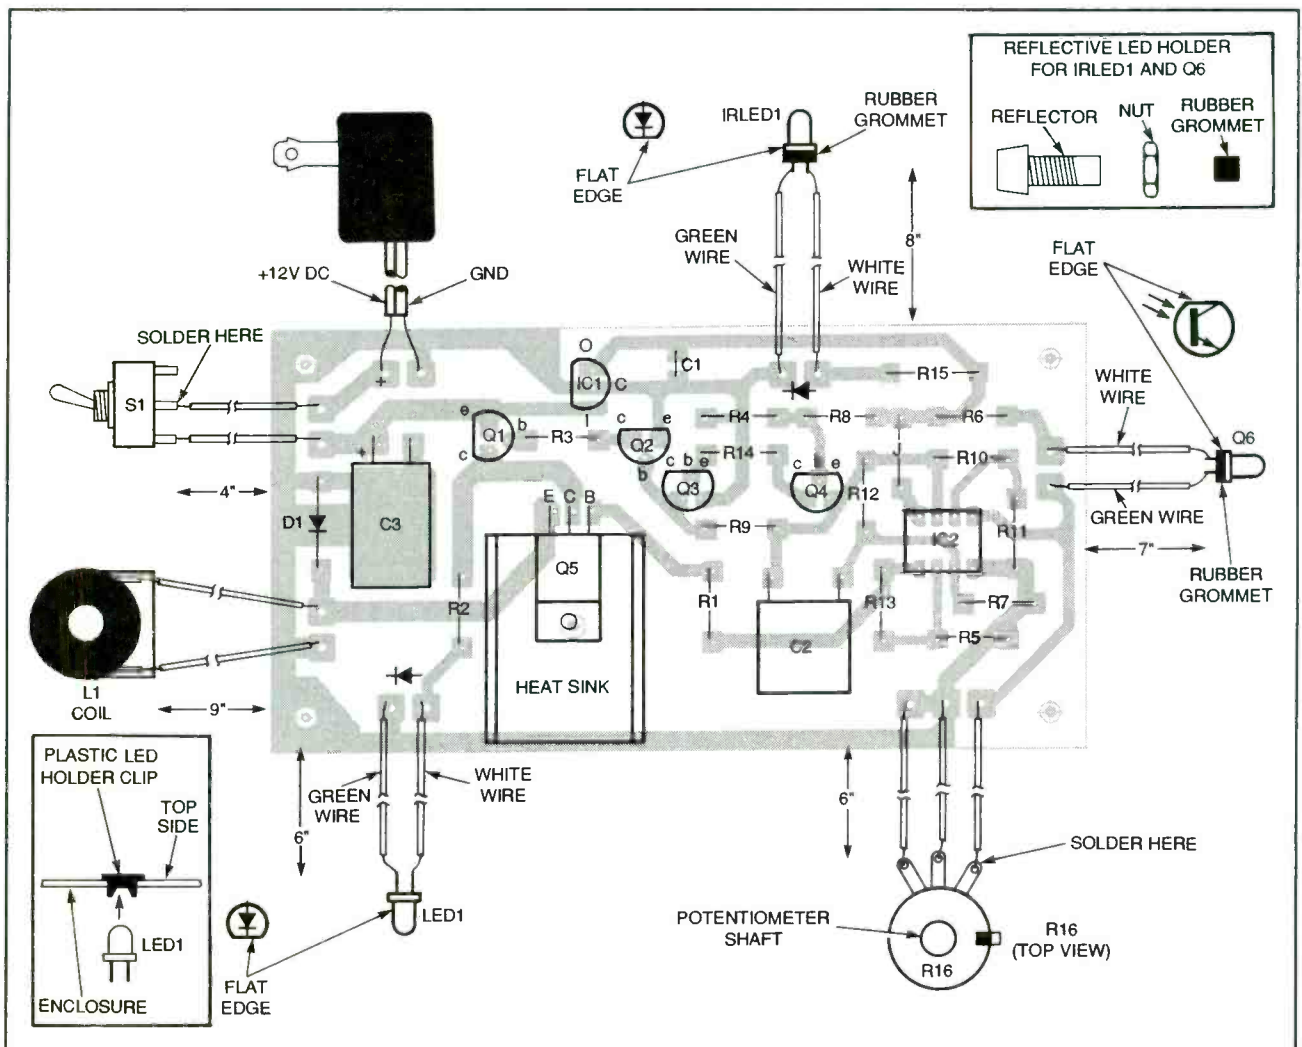 REFLECTIVE LED HOLDER
FOR IRLED1 AND Q6
REFLECTOR
NUT
RUBBER
GROMMET
IRLED1
RUBBER
GROMMET
FLAT
EDGE
GREEN
WIRE
WHITE
WIRE
8"
+12V DC
GND
SOLDER HERE
S1
4"
FLAT
EDGE
WHITE
WIRE
Q6
GREEN WIRE
7"
RUBBER
GROMMET
+
O
IC1
C
I
C1
R15
e
Q1
b
c
R3
c
Q2
e
b
R4
R8
R6
R14
c b e
Q3
c
e
Q4
J
R10
R12
R11
+
C3
D1
E C B
Q5
R9
IC2
R2
R1
C2
R13
R7
R5
HEAT SINK
L1
COIL
9"
PLASTIC LED
HOLDER CLIP
TOP
SIDE
LED1
ENCLOSURE
6"
GREEN
WIRE
WHITE
WIRE
LED1
FLAT
EDGE
6"
SOLDER HERE
POTENTIOMETER
SHAFT
R16
R16
(TOP VIEW)